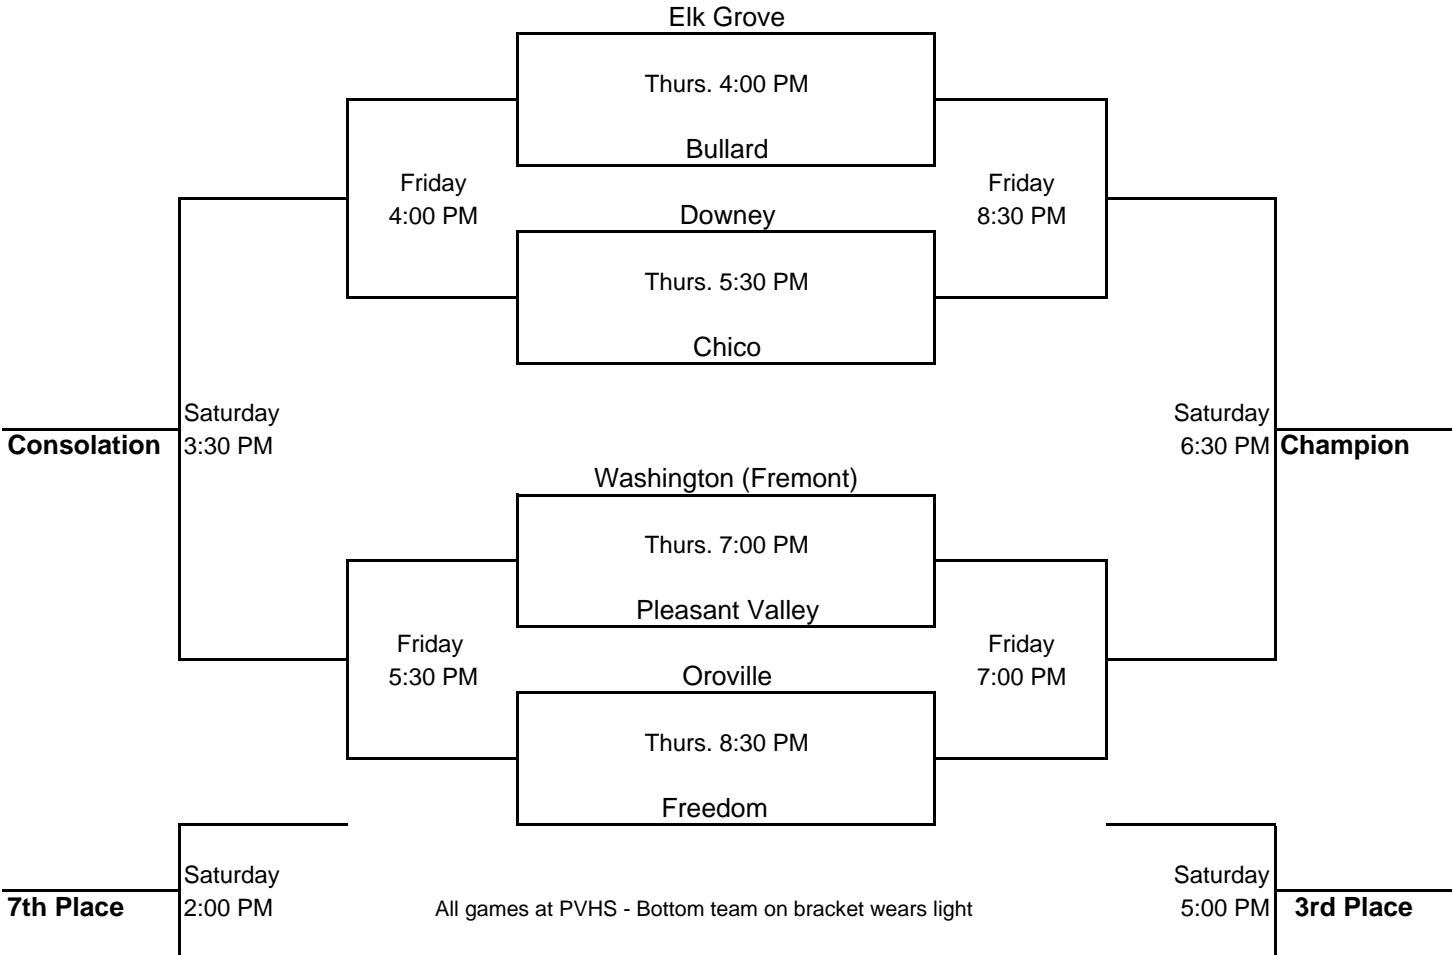 Elk Grove
Thurs. 4:00 PM
Bullard
Friday
4:00 PM
Friday
8:30 PM
Downey
Thurs. 5:30 PM
Chico
Saturday
3:30 PM
Consolation
Saturday
6:30 PM
Champion
Washington (Fremont)
Thurs. 7:00 PM
Pleasant Valley
Friday
5:30 PM
Friday
7:00 PM
Oroville
Thurs. 8:30 PM
Freedom
Saturday
2:00 PM
7th Place
All games at PVHS - Bottom team on bracket wears light
Saturday
5:00 PM
3rd Place